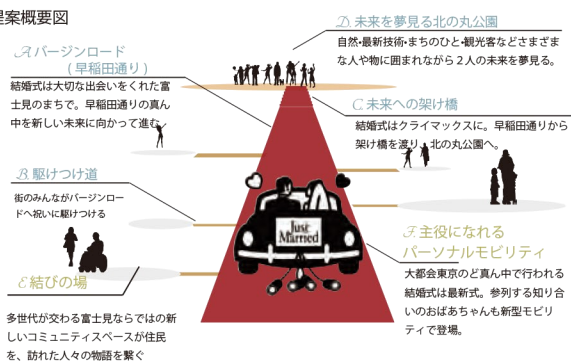 提案概要図
A バージンロード
(早稲田通り)
結婚式は大切な出会いをくれた富
士見のまちで。早稲田通りの真ん
中を新しい未来に向かって進む。
B 駆けつけ道
街のみんながバージンロー
ドへ祝いに駆けつける
E 結びの場
多世代が交わる富士見ならではの新
しいコミュニティスペースが住民
を、訪れた人々の物語を繋ぐ
Just
Married
D 未来を夢見る北の丸公園
自然・最新技術・まちのひと・観光客などさまざま
な人や物に囲まれながら2人の未来を夢見る。
C 未来への架け橋
結婚式はクライマックスに。早稲田通りから
架け橋を渡り、北の丸公園へ。
F 主役になれる
パーソナルモビリティ
大都会東京のど真ん中で行われる
結婚式は最新式。参列する知り合
いのおばあちゃんも新型モビリ
ティで登場。